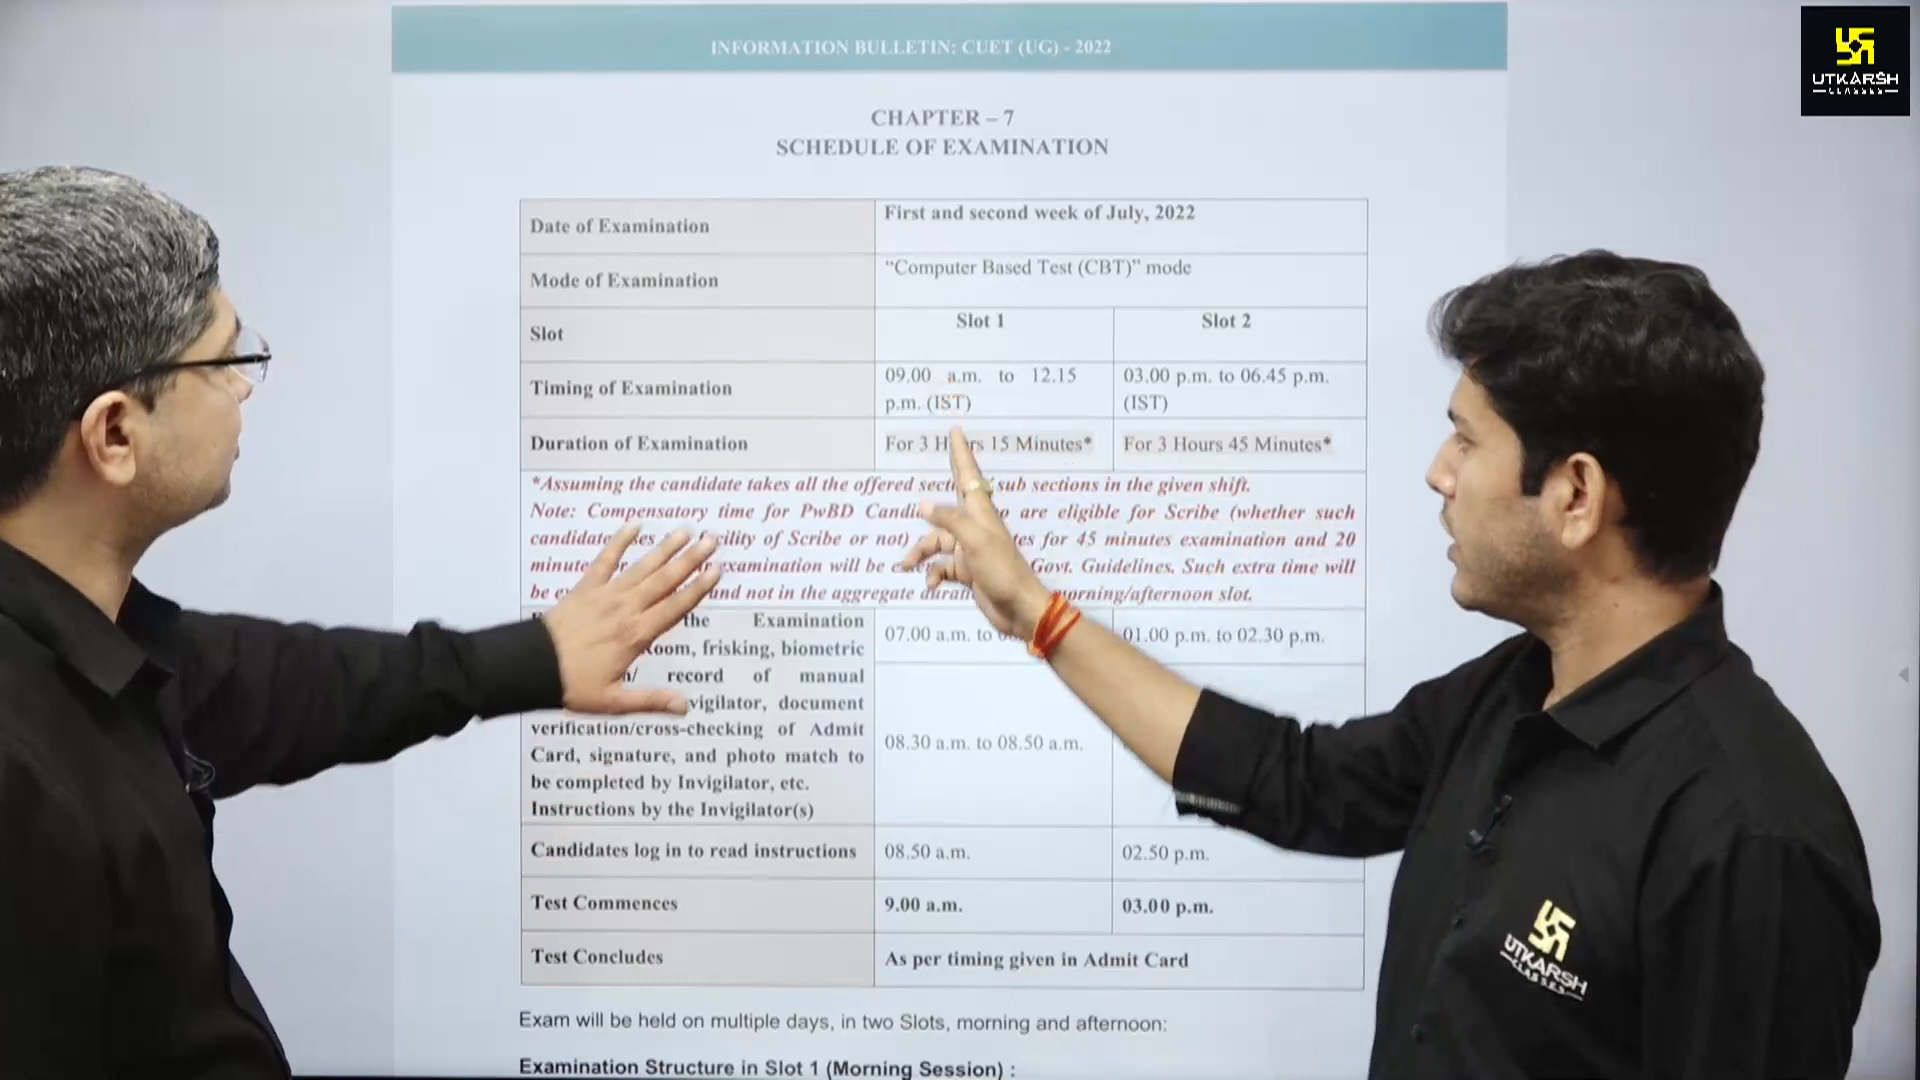 INFORMATION BULLETIN: CUET (UG) - 2022
UTKARSH
CLASSES
CHAPTER – 7
SCHEDULE OF EXAMINATION
Date of Examination
First and second week of July, 2022
Mode of Examination
“Computer Based Test (CBT)” mode
Slot
Slot 1
Slot 2
Timing of Examination
09.00 a.m. to 12.15
p.m. (IST)
03.00 p.m. to 06.45 p.m.
(IST)
Duration of Examination
For 3 15 Minutes*
For 3 Hours 45 Minutes*
*Assuming the candidate takes all the offered sub sections in the given shift.
Note: Compensatory time for PwBD are eligible for Scribe (whether such
of Scribe or not) for 45 minutes examination and 20
examination will be Govt. Guidelines. Such extra time will
be and not in the aggregate morning/afternoon slot.
the Examination
frisking, biometric
record of manual
document
verification/cross-checking of Admit
Card, signature, and photo match to
be completed by Invigilator, etc.
Instructions by the Invigilator(s)
07.00 a.m. to
01.00 p.m. to 02.30 p.m.
08.30 a.m. to 08.50 a.m.
Candidates log in to read instructions
08.50 a.m.
02.50 p.m.
Test Commences
9.00 a.m.
03.00 p.m.
Test Concludes
As per timing given in Admit Card
Exam will be held on multiple days, in two Slots, morning and afternoon:
Examination Structure in Slot 1 (Morning Session) :
UTKARSH
CLASSES